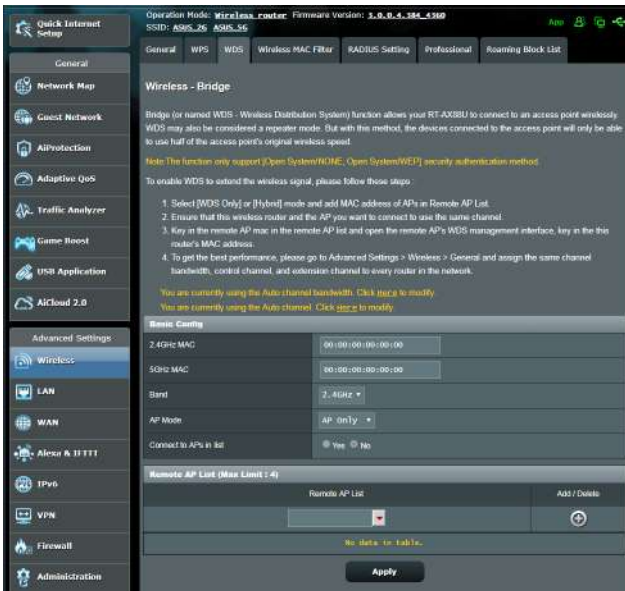 Quick Internet
Setup
General
Network Map
Guest Network
AiProtection
Adaptive QoS
Traffic Analyzer
Game Boost
USB Application
AiCloud 2.0
Advanced Settings
Wireless
LAN
WAN
Alexa & IFTTT
IPv6
VPN
Firewall
Administration
Operation Mode: Wireless router Firmware Version: 3.0.0.4.384_4360
SSID: ASUS_26 ASUS_5G
App
General WPS WDS Wireless MAC Filter RADIUS Setting Professional Roaming Block List
Wireless - Bridge
Bridge (or named WDS - Wireless Distribution System) function allows your RT-AX88U to connect to an access point wirelessly.
WDS may also be considered a repeater mode. But with this method, the devices connected to the access point will only be able
to use half of the access point's original wireless speed.
Note:The function only support [Open System/NONE, Open System/WEP] security authentication method.
To enable WDS to extend the wireless signal, please follow these steps :
1. Select [WDS Only] or [Hybrid] mode and add MAC address of APs in Remote AP List.
2. Ensure that this wireless router and the AP you want to connect to use the same channel.
3. Key in the remote AP mac in the remote AP list and open the remote AP's WDS management interface, key in the this
router's MAC address.
4. To get the best performance, please go to Advanced Settings > Wireless > General and assign the same channel
bandwidth, control channel, and extension channel to every router in the network.
You are currently using the Auto channel bandwidth. Click here to modify.
You are currently using the Auto channel. Click here to modify.
Basic Config
2.4GHz MAC 00:00:00:00:00:00
5GHz MAC 00:00:00:00:00:00
Band 2.4GHz
AP Mode AP Only
Connect to APs in list Yes No
Remote AP List (Max Limit : 4)
Remote AP List Add / Delete
No data in table.
Apply